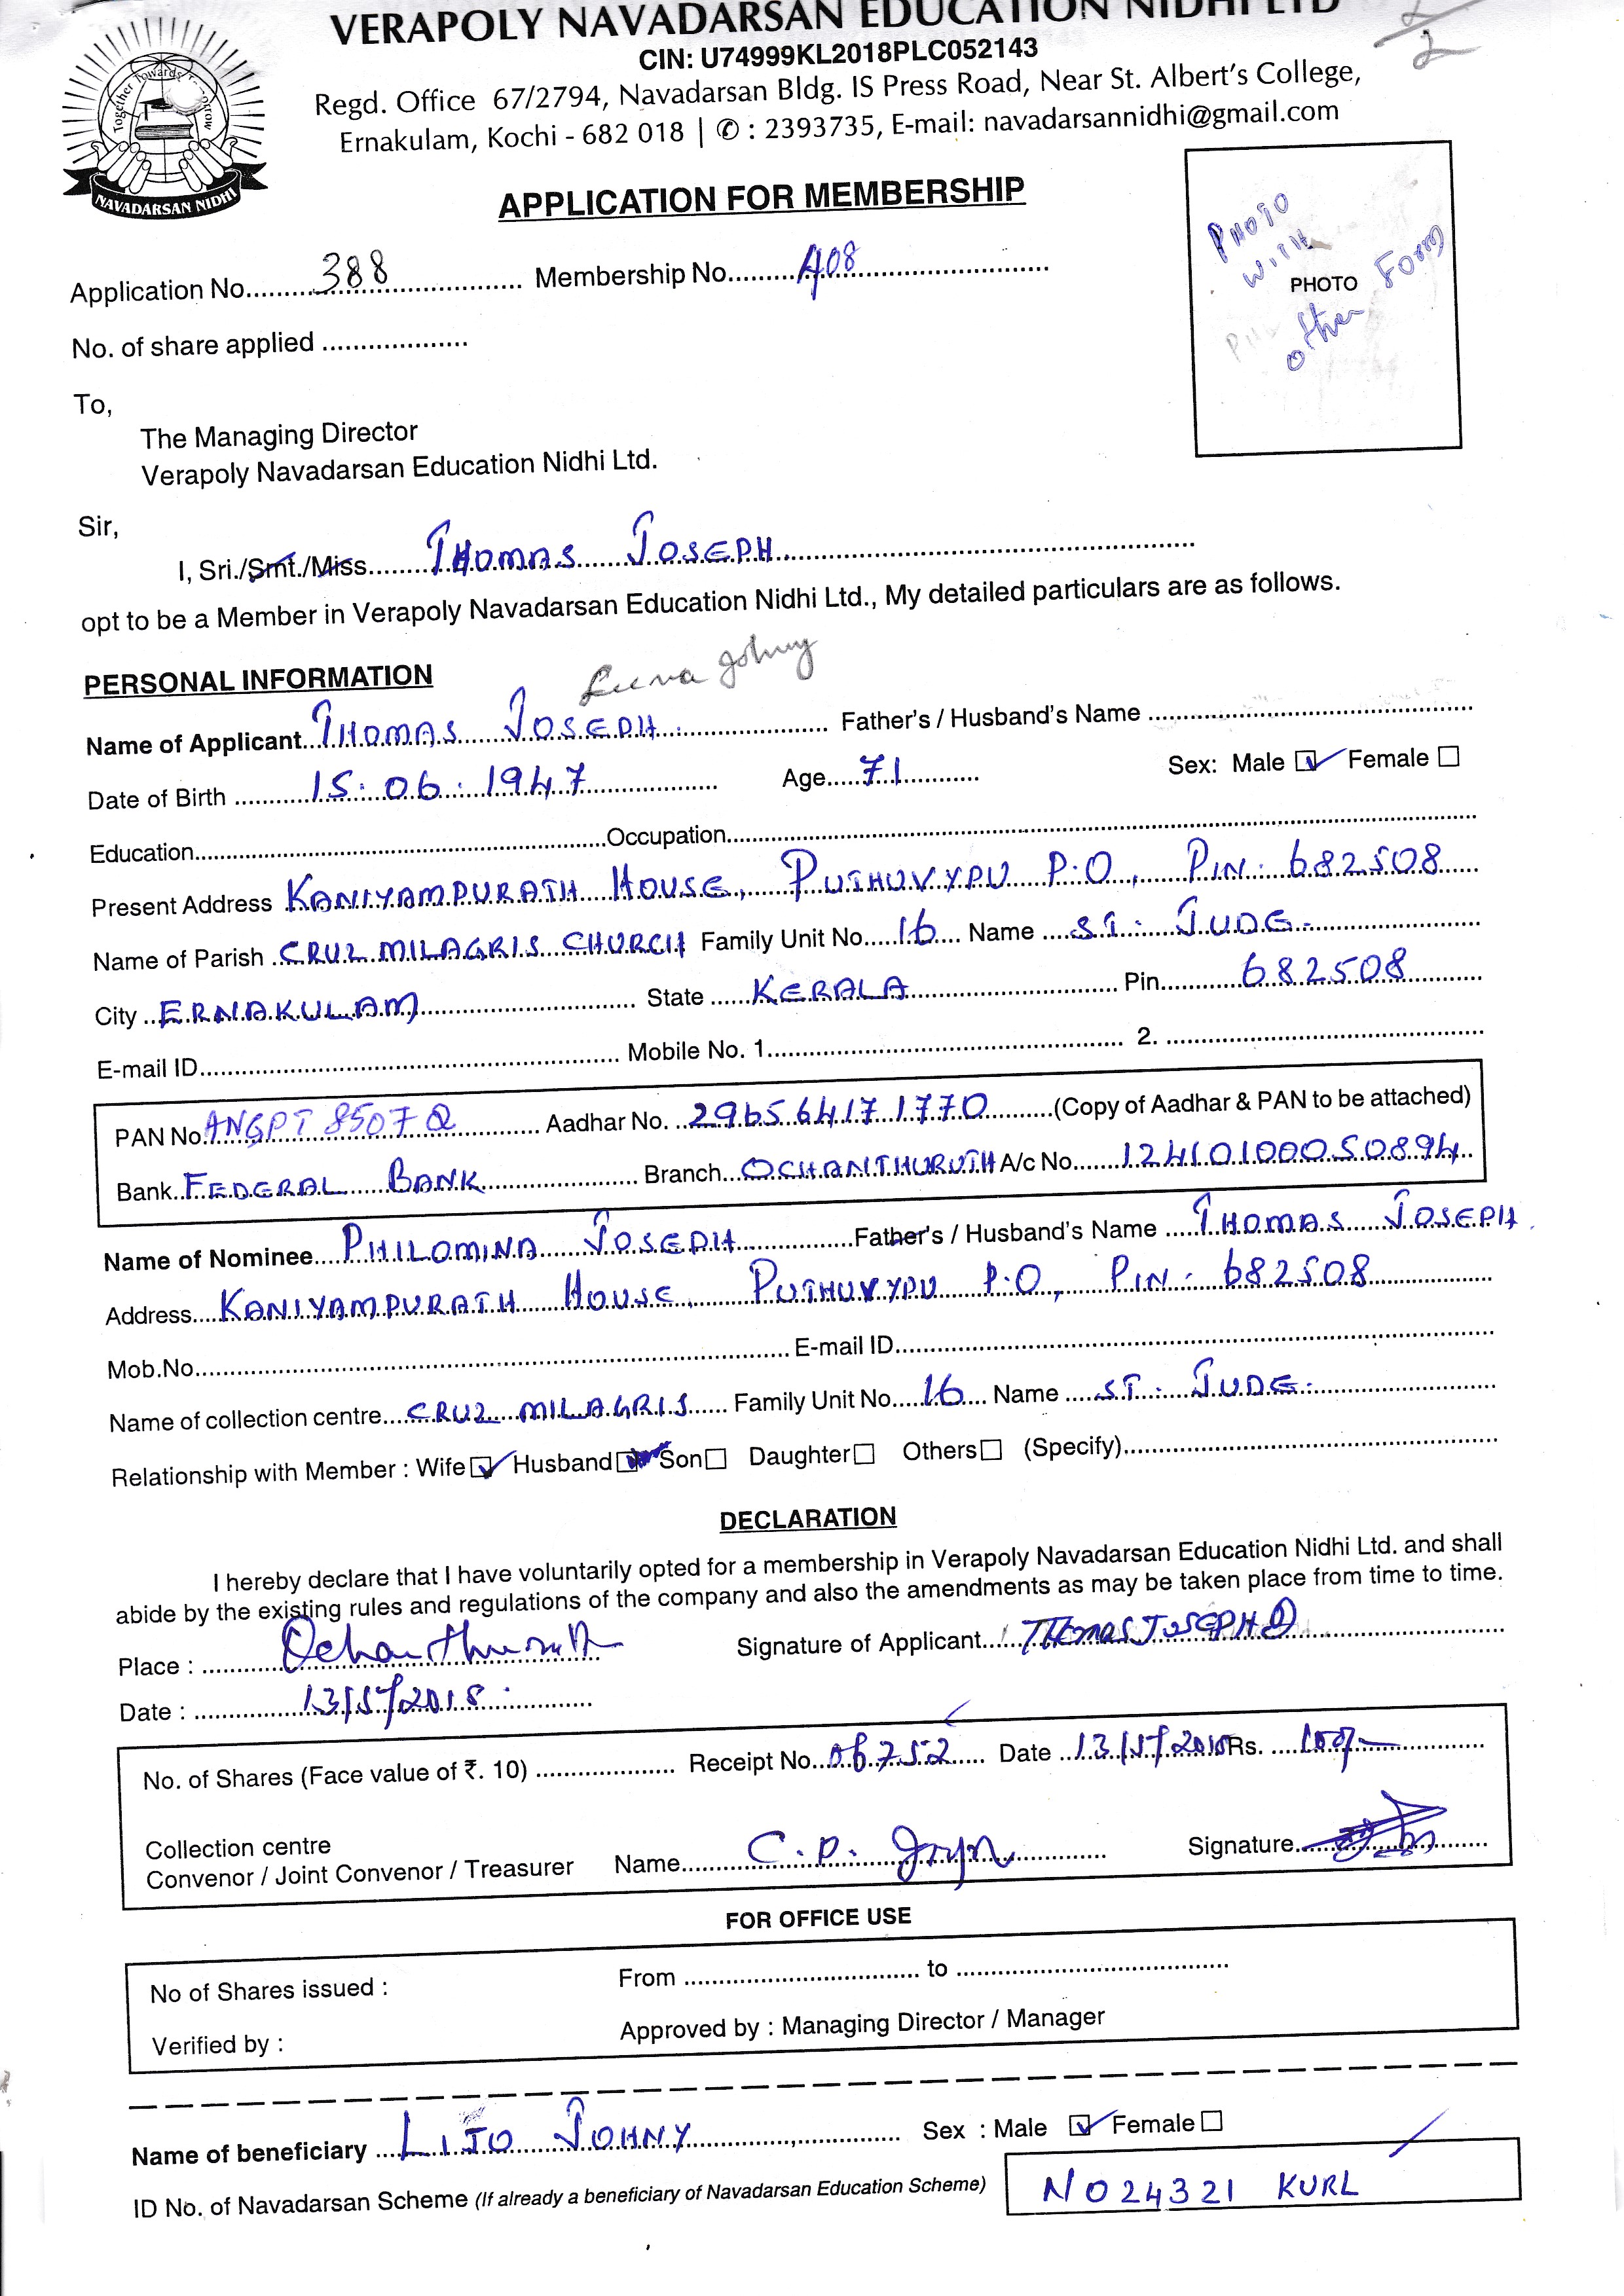 VERAPOLY NAVADARSAN EDUCATION NIDHI LTD
CIN: U74999KL2018PLC052143
Regd. Office 67/2794, Navadarsan Bldg. IS Press Road, Near St. Albert's College,
Ernakulam, Kochi - 682 018 | ✆ : 2393735, E-mail: navadarsannidhi@gmail.com
Together Towards Tomorrow
NAVADARSAN NIDHI
APPLICATION FOR MEMBERSHIP
PHOTO WITH other FORM
PHOTO
Application No. 388 Membership No. 408
No. of share applied
To,
The Managing Director
Verapoly Navadarsan Education Nidhi Ltd.
Sir,
I, Sri./Smt./Miss THOMAS JOSEPH
opt to be a Member in Verapoly Navadarsan Education Nidhi Ltd., My detailed particulars are as follows.
PERSONAL INFORMATION Leena Johny
Name of Applicant THOMAS JOSEPH. Father's / Husband's Name
Date of Birth 15.06.1947 Age 71 Sex: Male ☑ Female ☐
Education Occupation
Present Address KANIYAMPURATH HOUSE, PUTHUVYPU P.O, PIN: 682508
Name of Parish CRUZ MILAGRIS CHURCH Family Unit No. 16 Name ST. JUDE.
City ERNAKULAM State KERALA Pin 682508
E-mail ID Mobile No. 1 2.
PAN No. ANGPT 8507 Q Aadhar No. 296564171770 (Copy of Aadhar & PAN to be attached)
Bank FEDERAL BANK Branch OCHANTHURUTH A/c No. 12410100050894
Name of Nominee PHILOMINA JOSEPH Father's / Husband's Name THOMAS JOSEPH.
Address KANIYAMPURATH HOUSE, PUTHUVYPU P.O, PIN: 682508
Mob.No. E-mail ID
Name of collection centre CRUZ MILAGRIS Family Unit No. 16 Name ST. JUDE.
Relationship with Member : Wife ☑ Husband ☐ Son ☐ Daughter ☐ Others ☐ (Specify)
DECLARATION
I hereby declare that I have voluntarily opted for a membership in Verapoly Navadarsan Education Nidhi Ltd. and shall
abide by the existing rules and regulations of the company and also the amendments as may be taken place from time to time.
Place : Ochanthuruth Signature of Applicant THOMAS JOSEPH
Date : 13/5/2018.
No. of Shares (Face value of ₹. 10) Receipt No. 06752 Date 13/5/2018 Rs. 100/-
Collection centre
Convenor / Joint Convenor / Treasurer Name C.P. Signature
FOR OFFICE USE
No of Shares issued : From to
Verified by : Approved by : Managing Director / Manager
Name of beneficiary LIJO JOHNY Sex : Male ☑ Female ☐
ID No. of Navadarsan Scheme (If already a beneficiary of Navadarsan Education Scheme) N024321 KURL